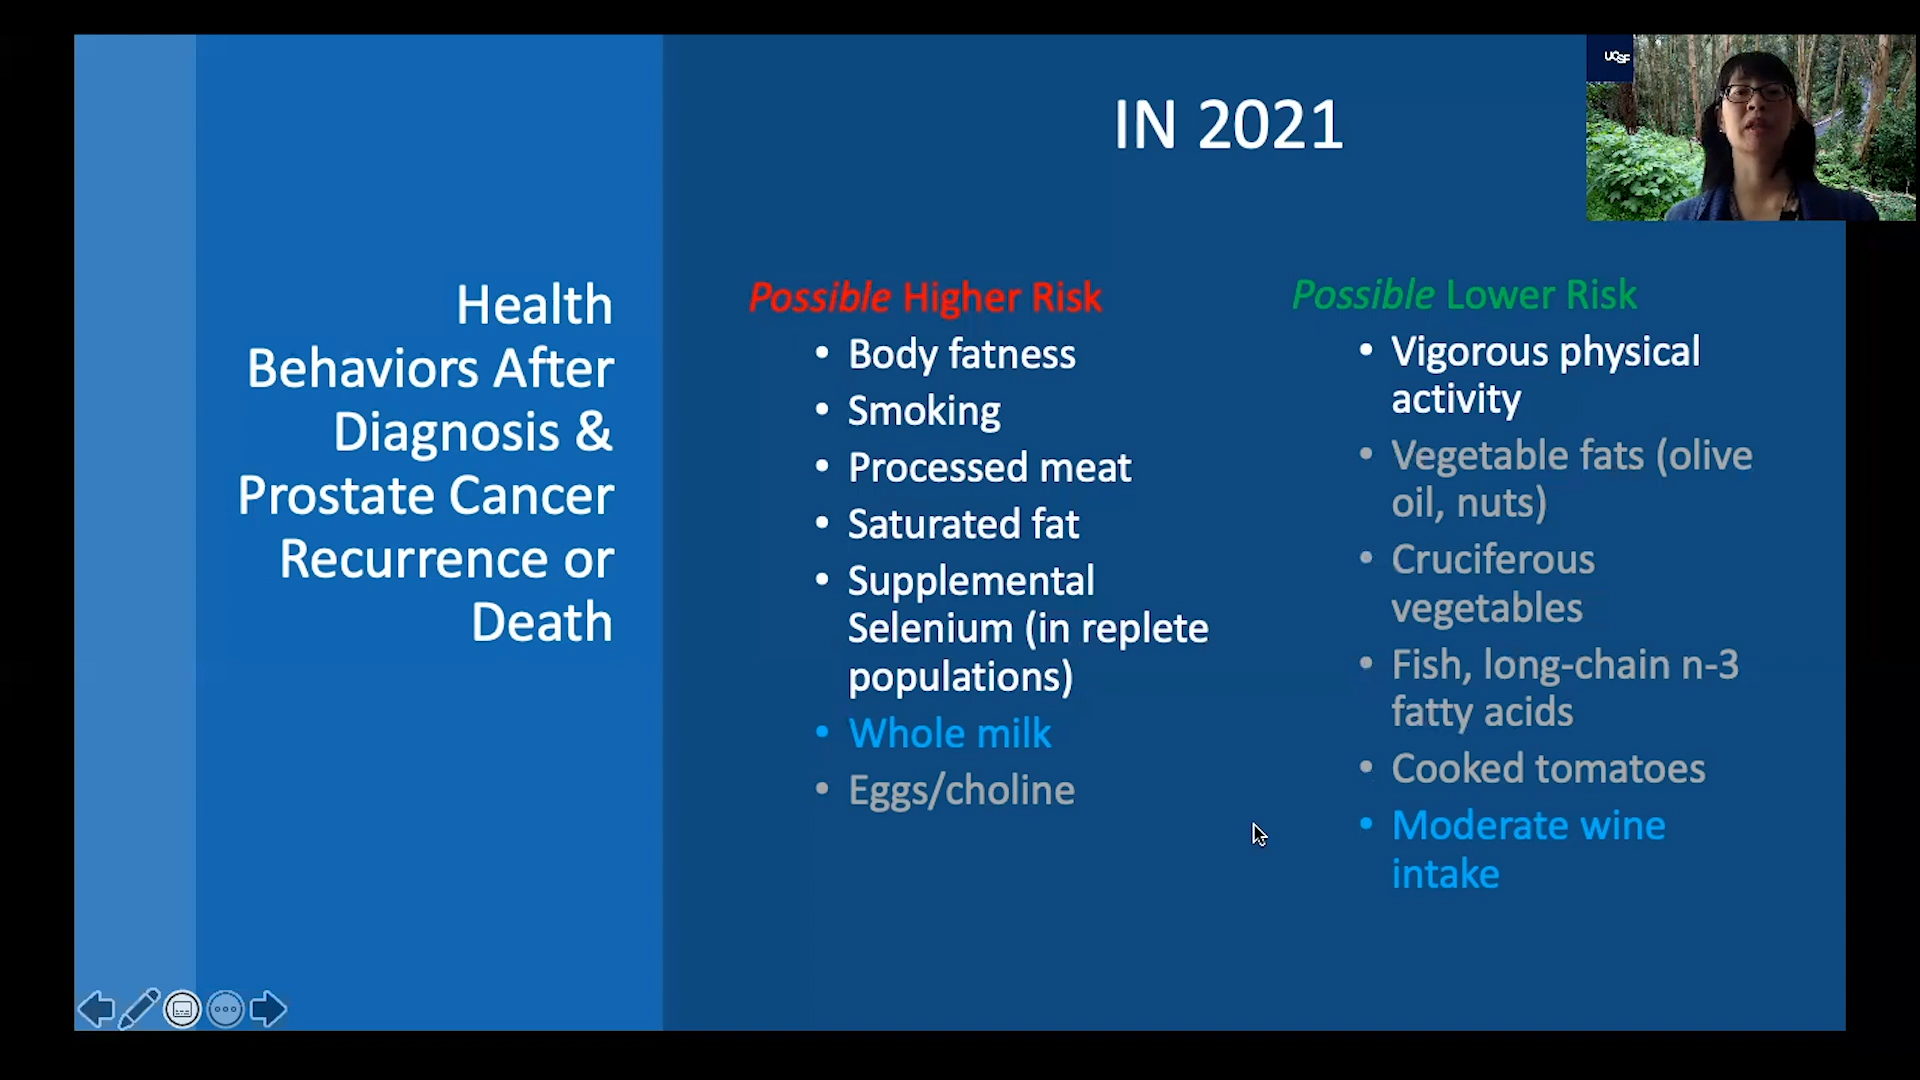 UCSF
IN 2021
Health
Behaviors After
Diagnosis &
Prostate Cancer
Recurrence or
Death
Possible Higher Risk
• Body fatness
• Smoking
• Processed meat
• Saturated fat
• Supplemental
Selenium (in replete
populations)
• Whole milk
• Eggs/choline
Possible Lower Risk
• Vigorous physical
activity
• Vegetable fats (olive
oil, nuts)
• Cruciferous
vegetables
• Fish, long-chain n-3
fatty acids
• Cooked tomatoes
• Moderate wine
intake